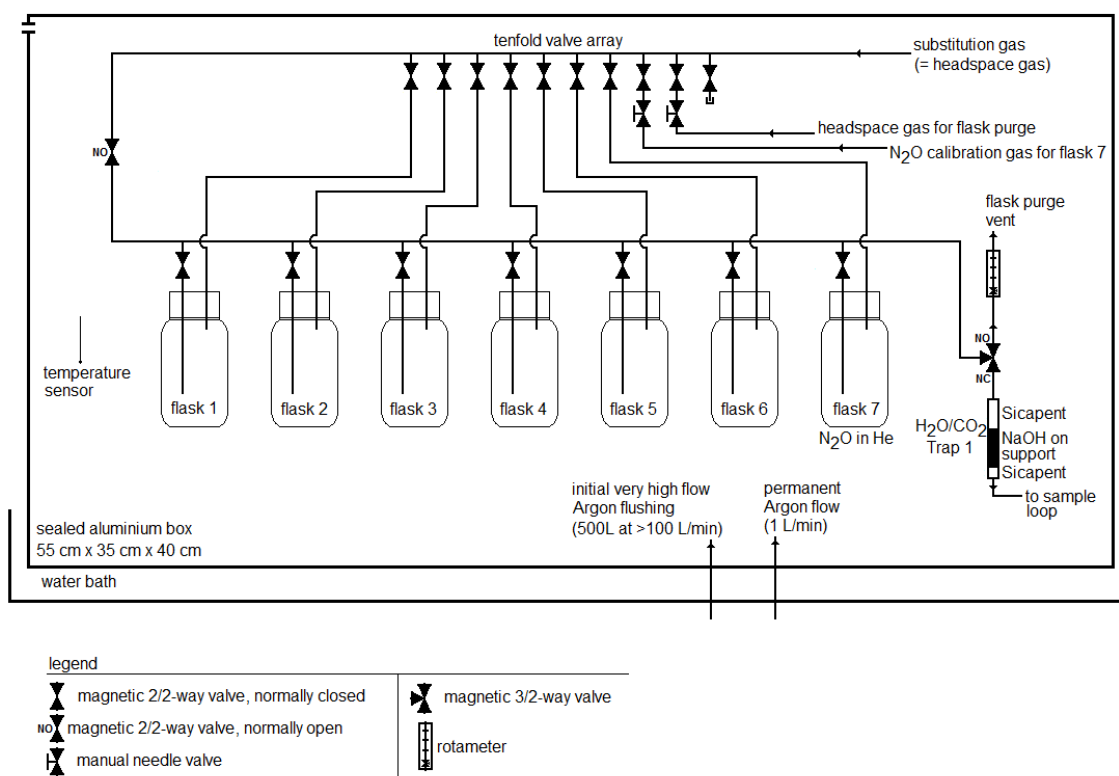 tenfold valve array
substitution gas
(= headspace gas)
headspace gas for flask purge
N2O calibration gas for flask 7
NO
flask purge
vent
NO
NC
temperature
sensor
flask 1
flask 2
flask 3
flask 4
flask 5
flask 6
flask 7
N2O in He
H2O/CO2
Trap 1
Sicapent
NaOH on
support
Sicapent
to sample
loop
initial very high flow
Argon flushing
(500L at >100 L/min)
permanent
Argon flow
(1 L/min)
sealed aluminium box
55 cm x 35 cm x 40 cm
water bath
legend
magnetic 2/2-way valve, normally closed
NO magnetic 2/2-way valve, normally open
manual needle valve
magnetic 3/2-way valve
rotameter